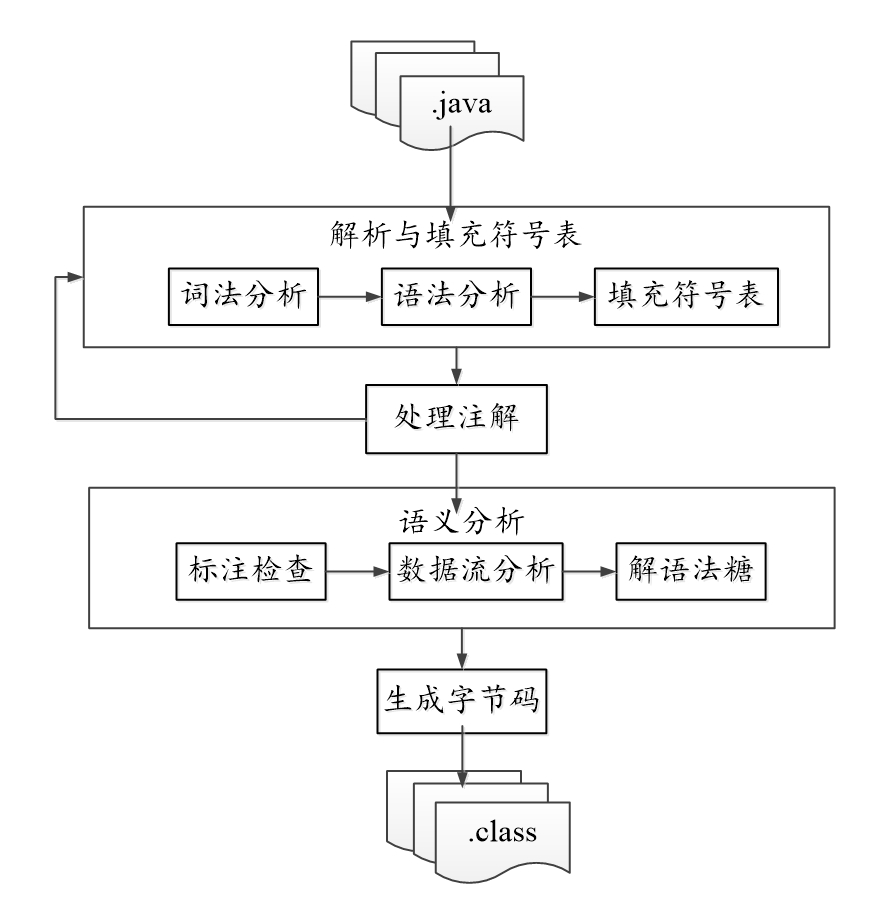 .java
解析与填充符号表
词法分析
语法分析
填充符号表
处理注解
语义分析
标注检查
数据流分析
解语法糖
生成字节码
.class